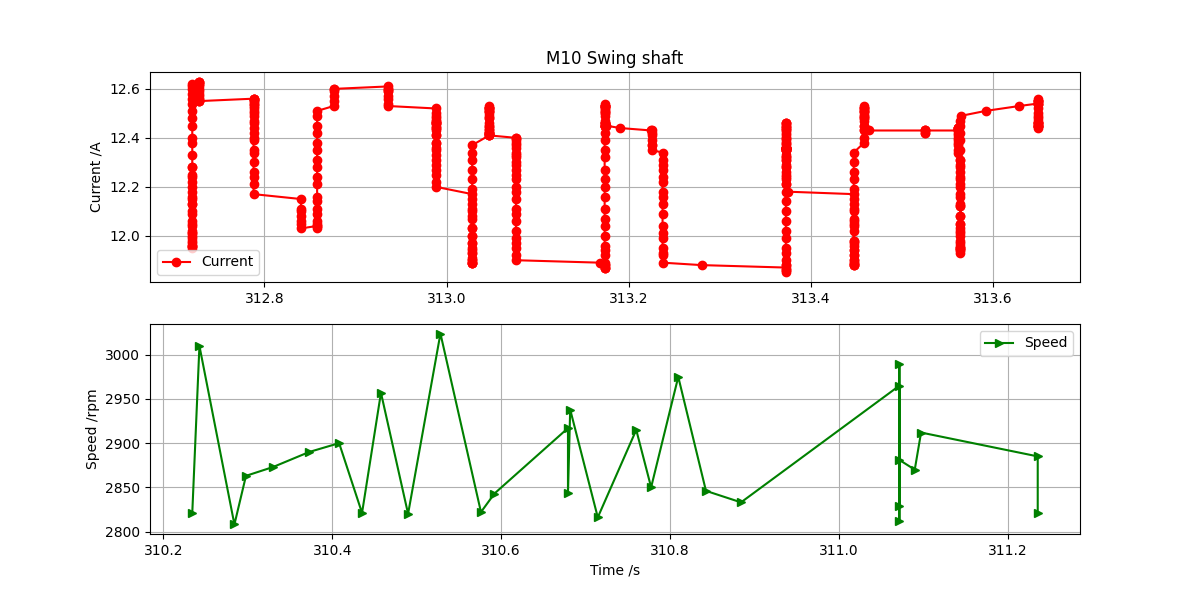 M10 Swing shaft
Current /A
12.6
12.4
12.2
12.0
Current
312.8 313.0 313.2 313.4 313.6
Speed /rpm
3000
2950
2900
2850
2800
Speed
310.2 310.4 310.6 310.8 311.0 311.2
Time /s